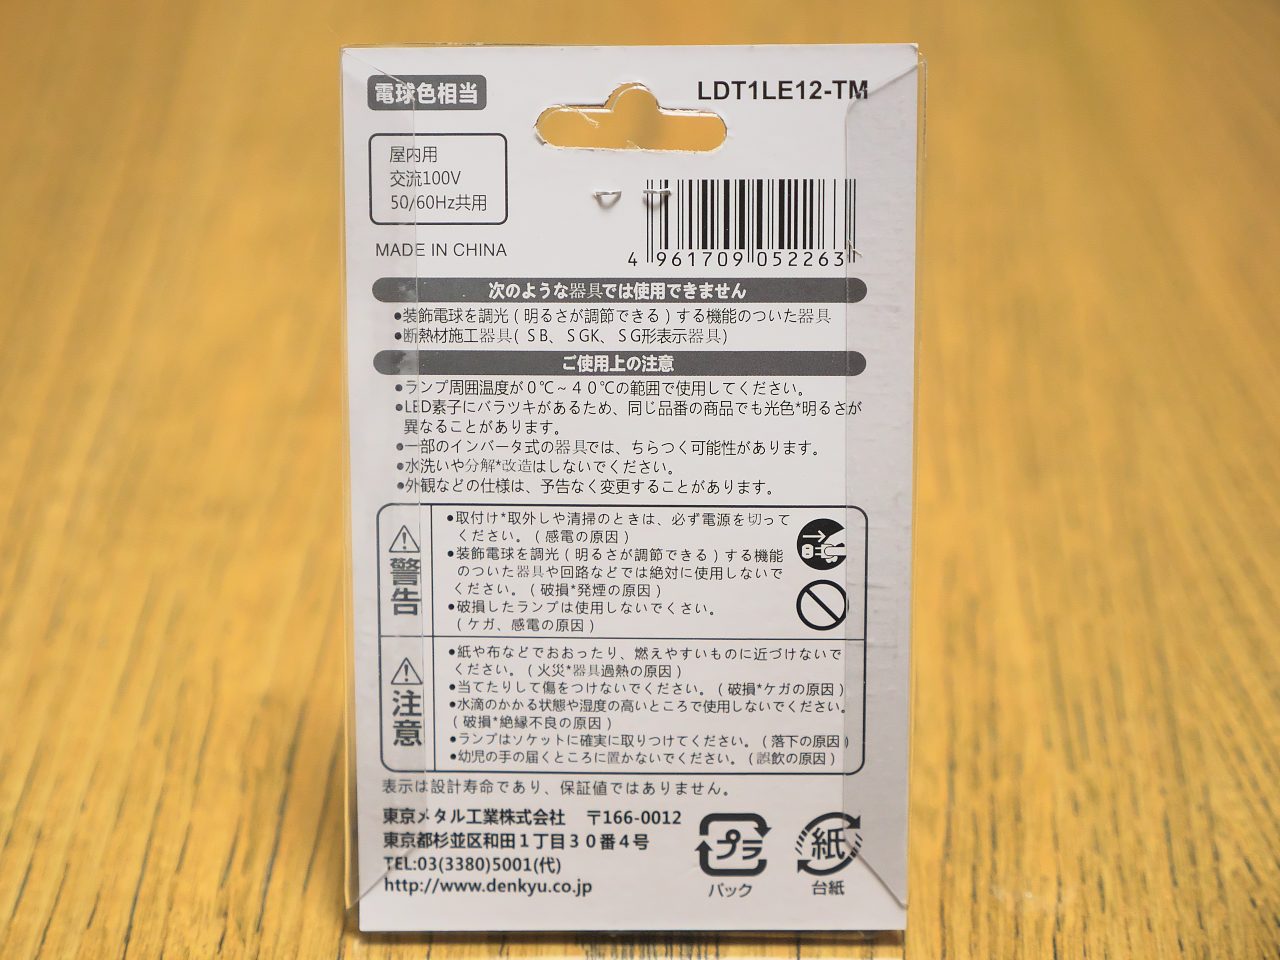 電球色相当
LDT1LE12-TM
屋内用
交流100V
50/60Hz共用
MADE IN CHINA
4 961709 052263
次のような器具では使用できません
●装飾電球を調光(明るさが調節できる)する機能のついた器具
●断熱材施工器具(SB、SGK、SG形表示器具)
ご使用上の注意
●ランプ周囲温度が0℃~40℃の範囲で使用してください。
●LED素子にバラツキがあるため、同じ品番の商品でも光色*明るさが
異なることがあります。
●一部のインバータ式の器具では、ちらつく可能性があります。
●水洗いや分解*改造はしないでください。
●外観などの仕様は、予告なく変更することがあります。
警告
●取付け*取外しや清掃のときは、必ず電源を切って
ください。(感電の原因)
●装飾電球を調光(明るさが調節できる)する機能
のついた器具や回路などでは絶対に使用しないで
ください。(破損*発煙の原因)
●破損したランプは使用しないでくさい。
(ケガ、感電の原因)
注意
●紙や布などでおおったり、燃えやすいものに近づけないで
ください。(火災*器具過熱の原因)
●当てたりして傷をつけないでください。(破損*ケガの原因)
●水滴のかかる状態や湿度の高いところで使用しないでください。
(破損*絶縁不良の原因)
●ランプはソケットに確実に取りつけてください。(落下の原因)
●幼児の手の届くところに置かないでください。(誤飲の原因)
表示は設計寿命であり、保証値ではありません。
東京メタル工業株式会社 〒166-0012
東京都杉並区和田1丁目30番4号
TEL:03(3380)5001(代)
http://www.denkyu.co.jp
プラ
パック
紙
台紙